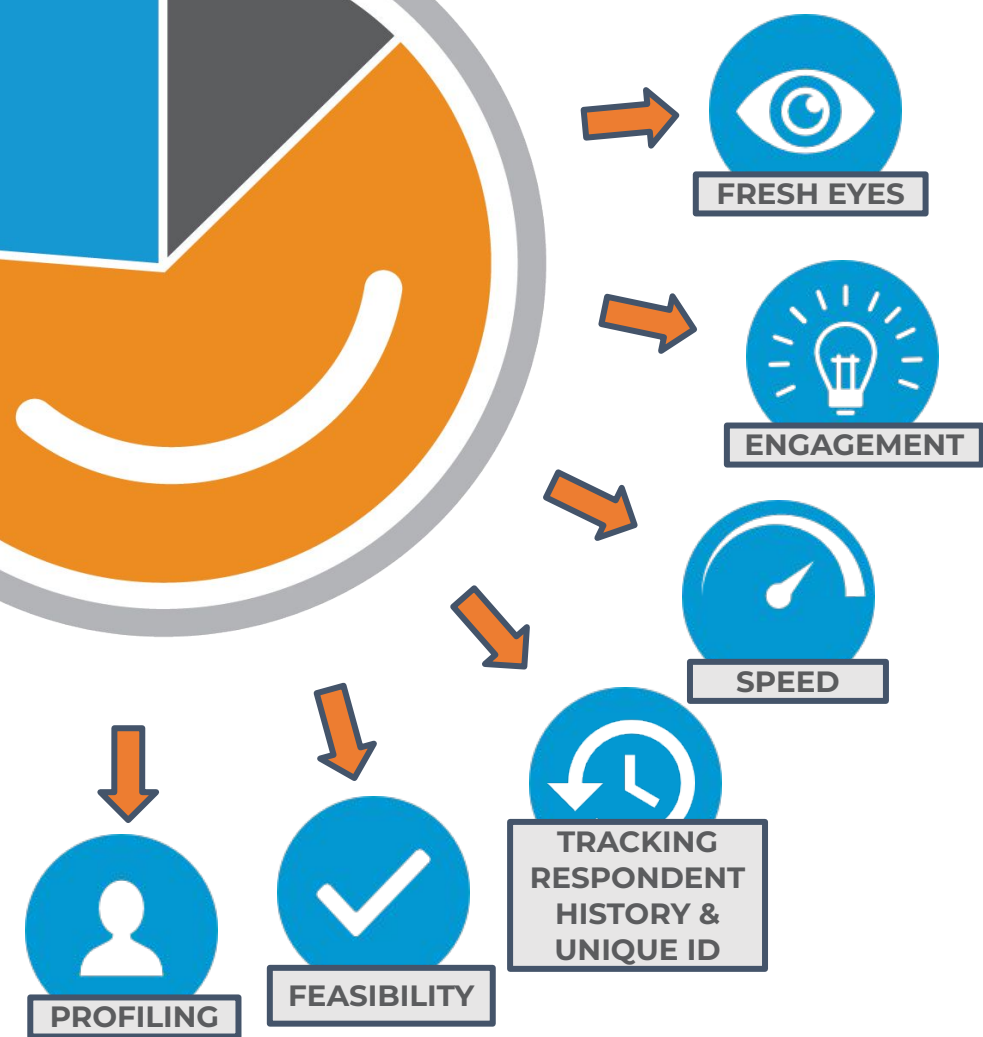 FRESH EYES
ENGAGEMENT
SPEED
TRACKING
RESPONDENT
HISTORY &
UNIQUE ID
FEASIBILITY
PROFILING